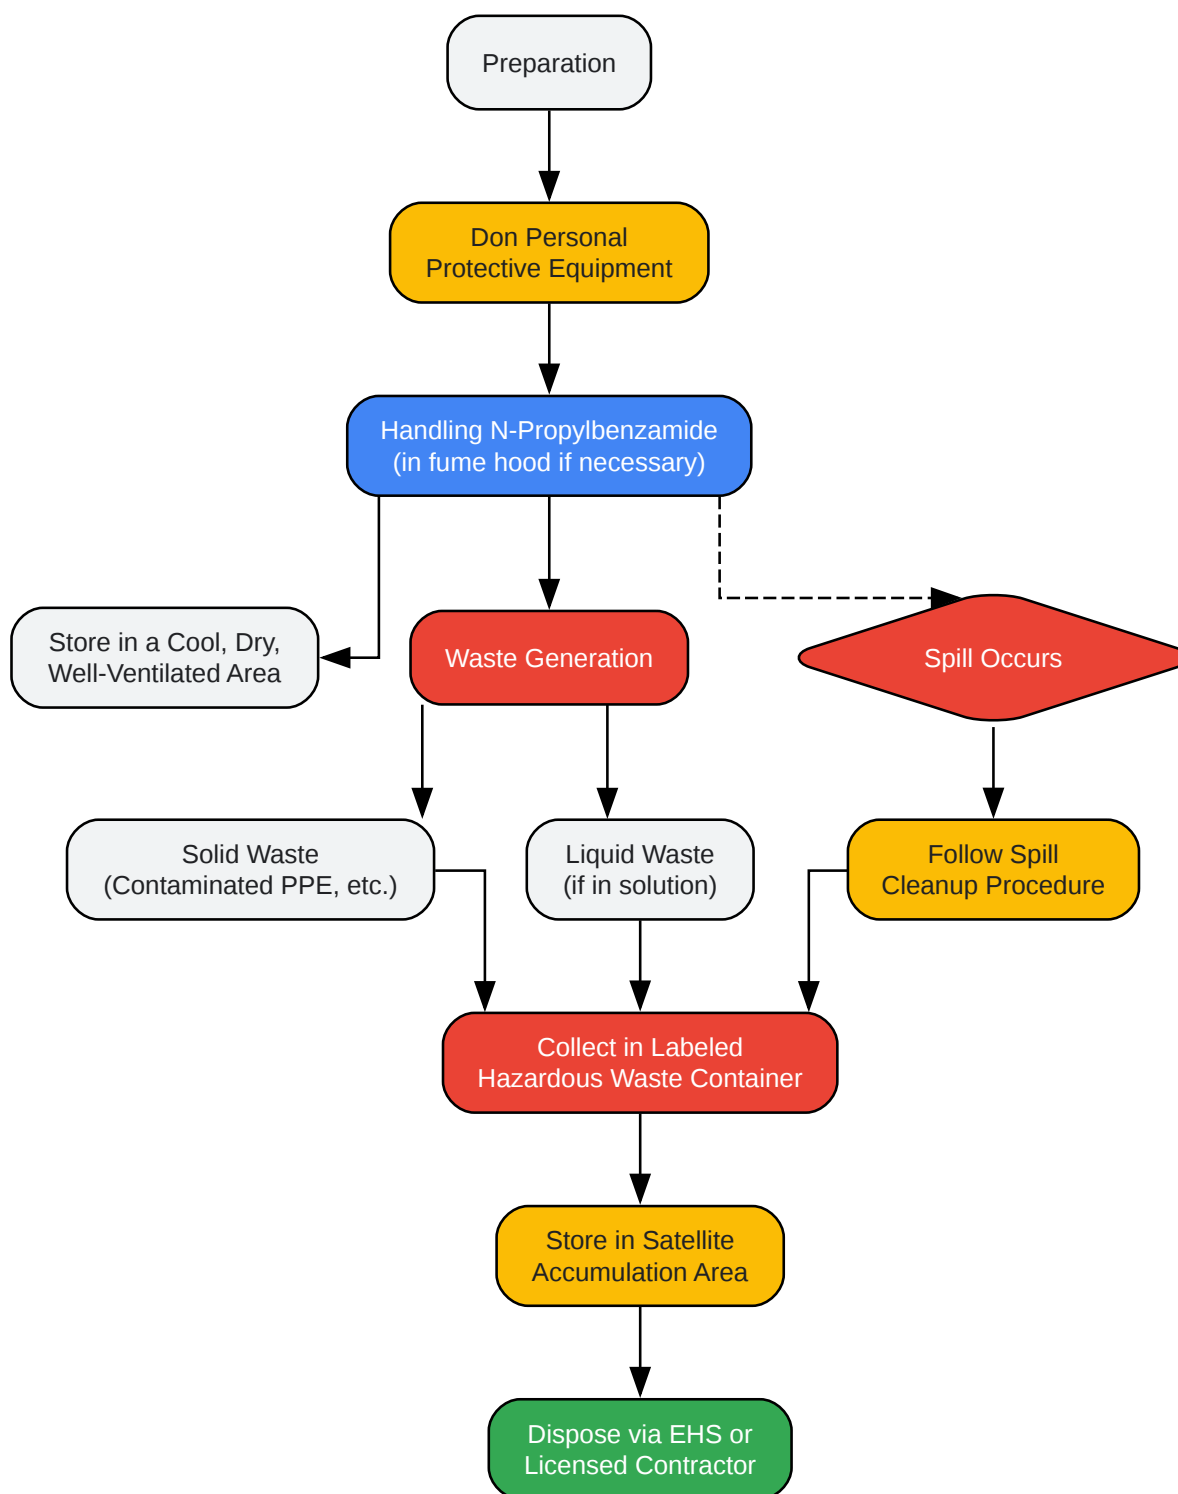 Preparation
Don Personal
Protective Equipment
Handling N-Propylbenzamide
(in fume hood if necessary)
Store in a Cool, Dry,
Well-Ventilated Area
Waste Generation
Spill Occurs
Solid Waste
(Contaminated PPE, etc.)
Liquid Waste
(if in solution)
Follow Spill
Cleanup Procedure
Collect in Labeled
Hazardous Waste Container
Store in Satellite
Accumulation Area
Dispose via EHS or
Licensed Contractor